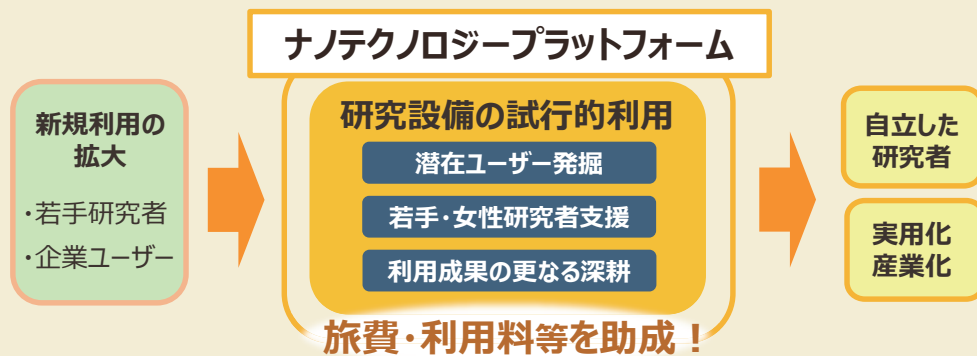 ナノテクノロジープラットフォーム
新規利用の
拡大
・若手研究者
・企業ユーザー
研究設備の試行的利用
潜在ユーザー発掘
若手・女性研究者支援
利用成果の更なる深耕
旅費・利用料等を助成！
自立した
研究者
実用化
産業化